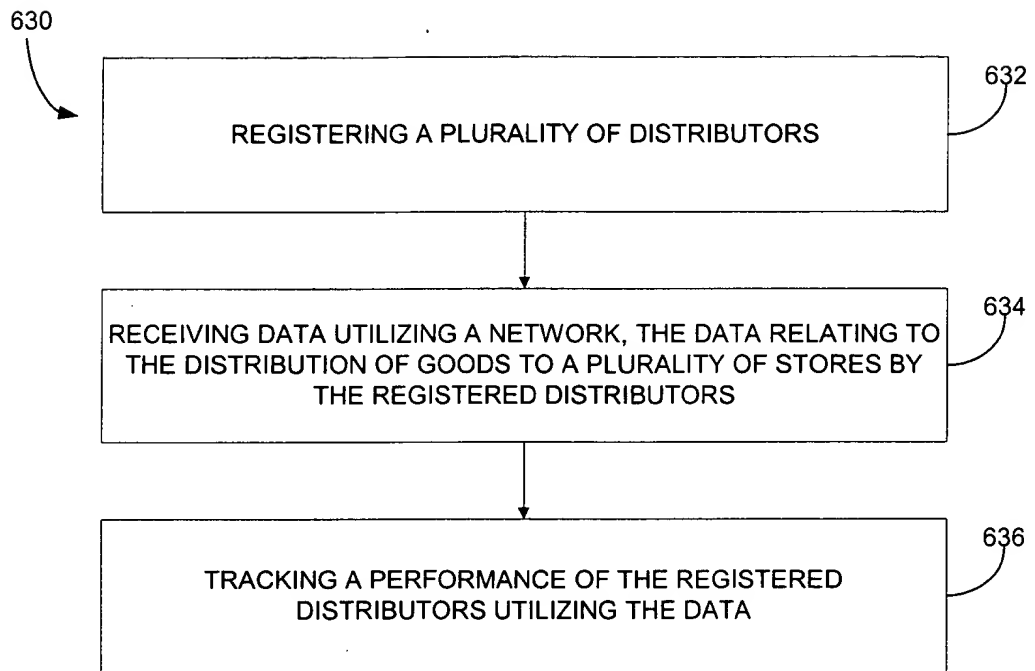 630
632
REGISTERING A PLURALITY OF DISTRIBUTORS
634
RECEIVING DATA UTILIZING A NETWORK, THE DATA RELATING TO
THE DISTRIBUTION OF GOODS TO A PLURALITY OF STORES BY
THE REGISTERED DISTRIBUTORS
636
TRACKING A PERFORMANCE OF THE REGISTERED
DISTRIBUTORS UTILIZING THE DATA